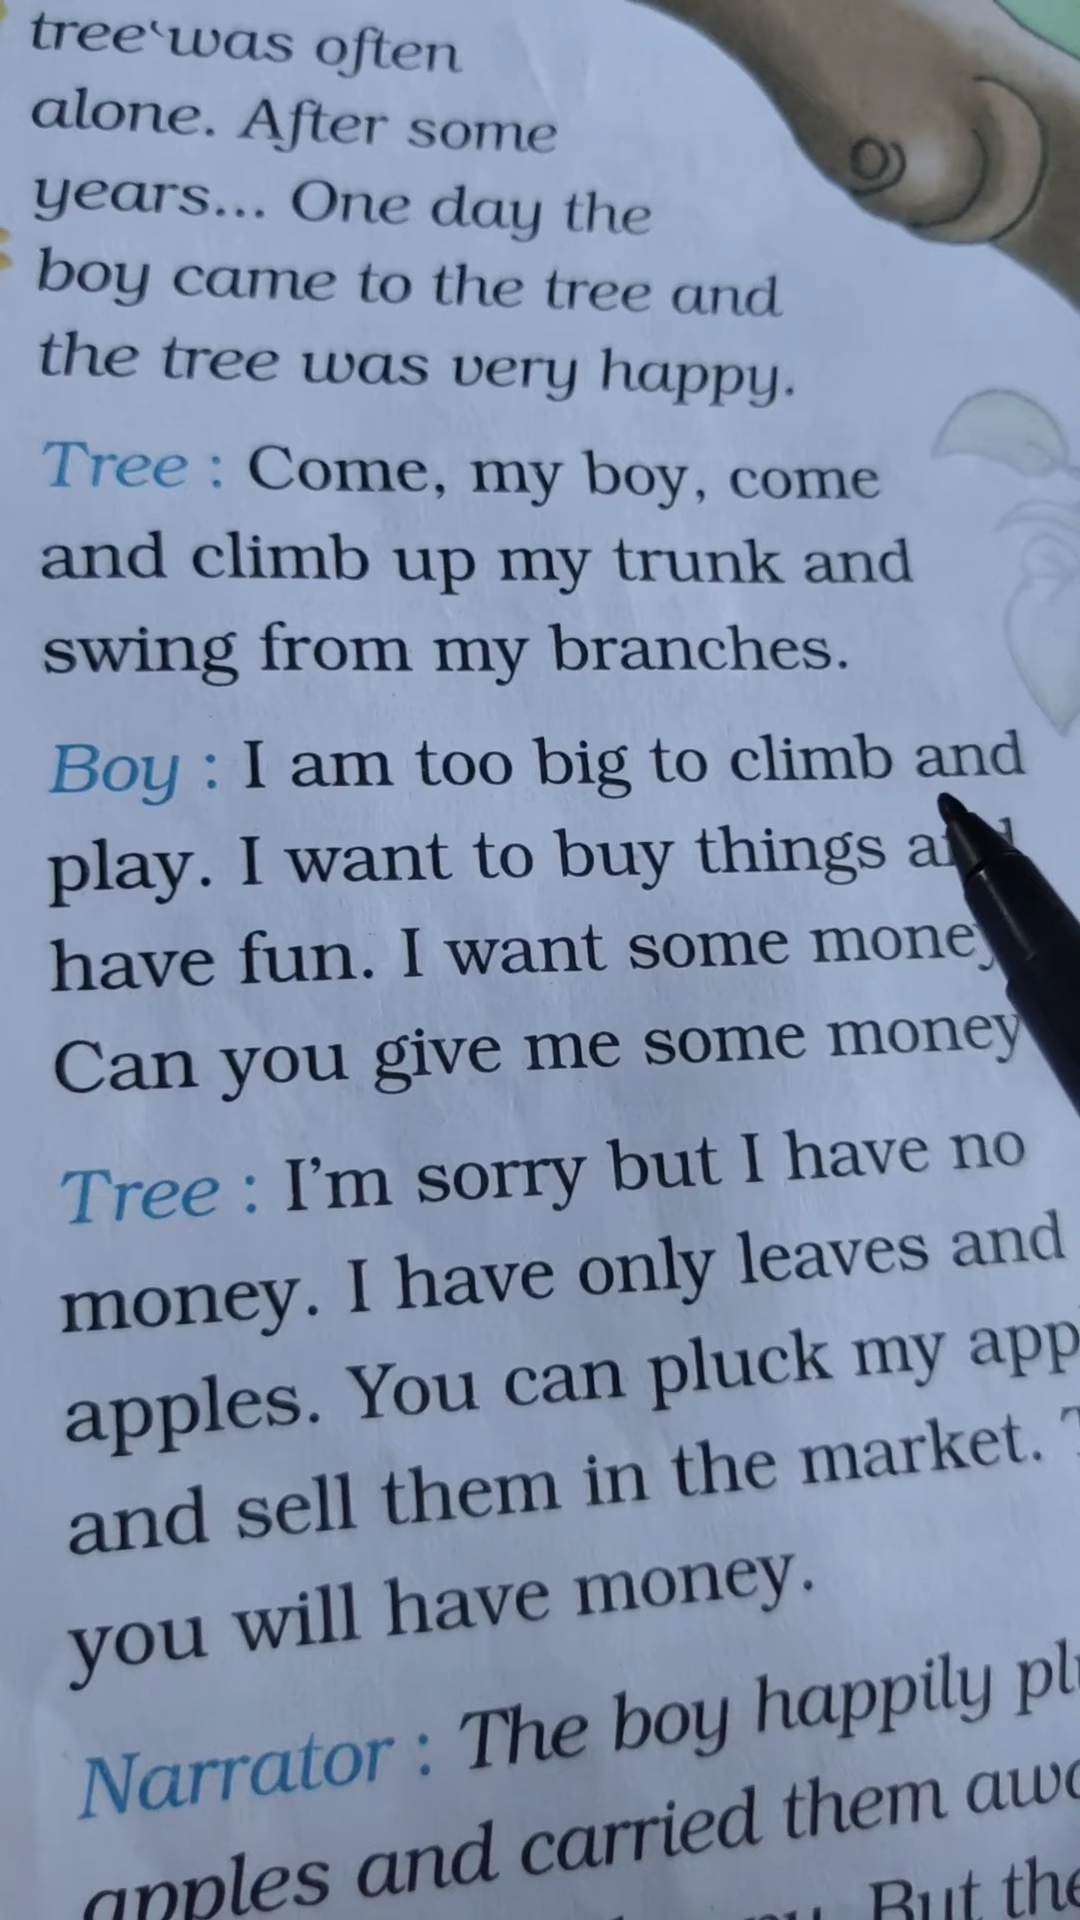 tree was often
alone. After some
years... One day the
boy came to the tree and
the tree was very happy.
Tree : Come, my boy, come
and climb up my trunk and
swing from my branches.
Boy : I am too big to climb and
play. I want to buy things and
have fun. I want some money
Can you give me some money
Tree : I'm sorry but I have no
money. I have only leaves and
apples. You can pluck my
and sell them in the market.
you will have money.
Narrator : The boy happily
apples and carried them
But the